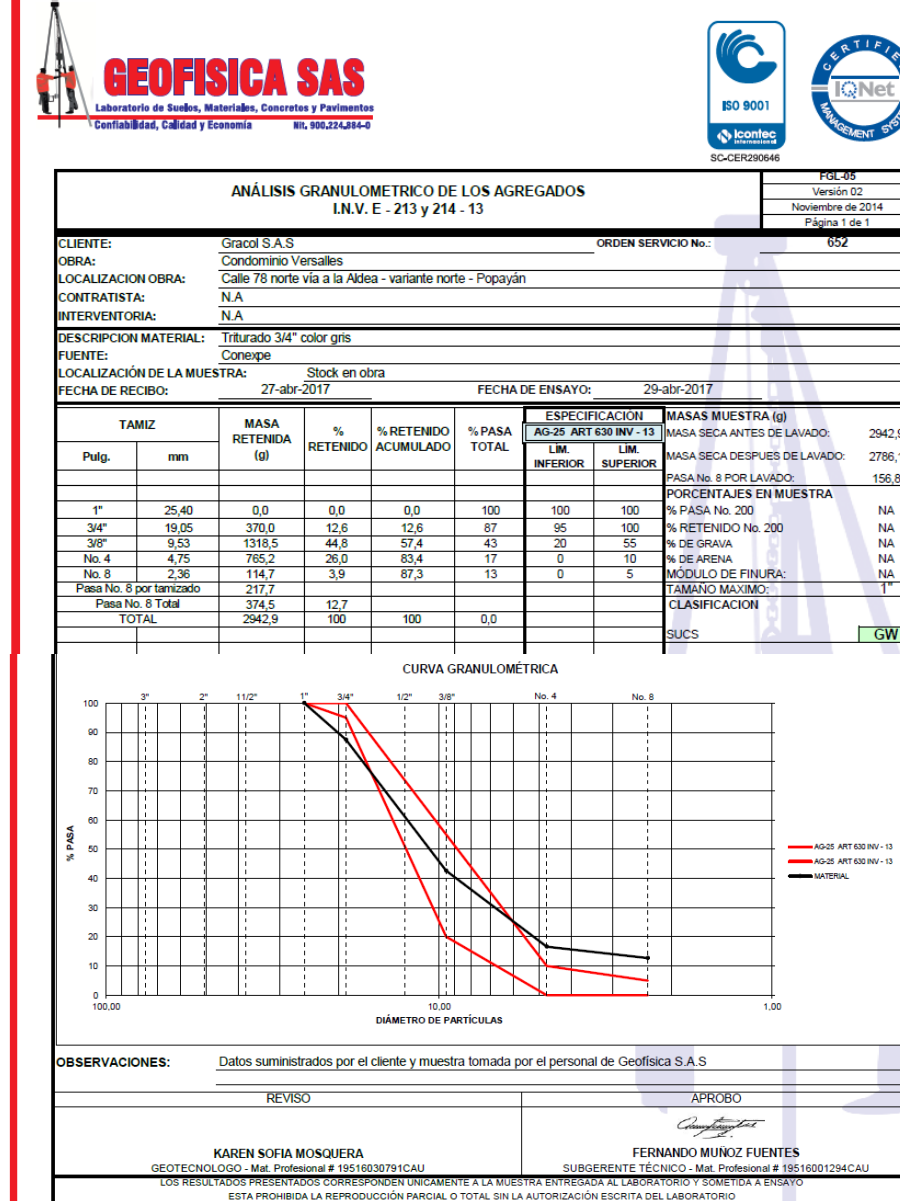 GEOFISICA SAS
Laboratorio de Suelos, Materiales, Concretos y Pavimentos
Confiabilidad, Calidad y Economía Nit. 900,224,884-0
ISO 9001
icontec
internacional
SC-CER290646
CERTIFIE
IQNet
MANAGEMENT SYST
ANÁLISIS GRANULOMETRICO DE LOS AGREGADOS
I.N.V. E - 213 y 214 - 13
FGL-05
Versión 02
Noviembre de 2014
Página 1 de 1
CLIENTE: Gracol S.A.S ORDEN SERVICIO No.: 652
OBRA: Condominio Versalles
LOCALIZACION OBRA: Calle 78 norte vía a la Aldea - variante norte - Popayán
CONTRATISTA: N.A
INTERVENTORIA: N.A
DESCRIPCION MATERIAL: Triturado 3/4" color gris
FUENTE: Conexpe
LOCALIZACIÓN DE LA MUESTRA: Stock en obra
FECHA DE RECIBO: 27-abr-2017 FECHA DE ENSAYO: 29-abr-2017
TAMIZ MASA RETENIDA (g) % RETENIDO % RETENIDO ACUMULADO % PASA TOTAL ESPECIFICACIÓN
AG-25 ART 630 INV - 13
Pulg. mm LÍM. INFERIOR LÍM. SUPERIOR
1" 25,40 0,0 0,0 0,0 100 100 100
3/4" 19,05 370,0 12,6 12,6 87 95 100
3/8" 9,53 1318,5 44,8 57,4 43 20 55
No. 4 4,75 765,2 26,0 83,4 17 0 10
No. 8 2,36 114,7 3,9 87,3 13 0 5
Pasa No. 8 por tamizado 217,7
Pasa No. 8 Total 374,5 12,7
TOTAL 2942,9 100 100 0,0
MASAS MUESTRA (g)
MASA SECA ANTES DE LAVADO: 2942,9
MASA SECA DESPUES DE LAVADO: 2786,1
PASA No. 8 POR LAVADO: 156,8
PORCENTAJES EN MUESTRA
% PASA No. 200 NA
% RETENIDO No. 200 NA
% DE GRAVA NA
% DE ARENA NA
MÓDULO DE FINURA: NA
TAMAÑO MAXIMO: 1"
CLASIFICACION
SUCS GW
CURVA GRANULOMÉTRICA
3" 2" 1 1/2" 1" 3/4" 1/2" 3/8" No. 4 No. 8
100
90
80
70
60
50
40
30
20
10
0
% PASA
100,00 10,00 1,00
DIÁMETRO DE PARTÍCULAS
AG-25 ART 630 INV - 13
AG-25 ART 630 INV - 13
MATERIAL
OBSERVACIONES: Datos suministrados por el cliente y muestra tomada por el personal de Geofísica S.A.S
REVISO APROBO
KAREN SOFIA MOSQUERA
GEOTECNOLOGO - Mat. Profesional # 19516030791CAU
FERNANDO MUÑOZ FUENTES
SUBGERENTE TÉCNICO - Mat. Profesional # 19516001294CAU
LOS RESULTADOS PRESENTADOS CORRESPONDEN UNICAMENTE A LA MUESTRA ENTREGADA AL LABORATORIO Y SOMETIDA A ENSAYO
ESTA PROHIBIDA LA REPRODUCCIÓN PARCIAL O TOTAL SIN LA AUTORIZACIÓN ESCRITA DEL LABORATORIO